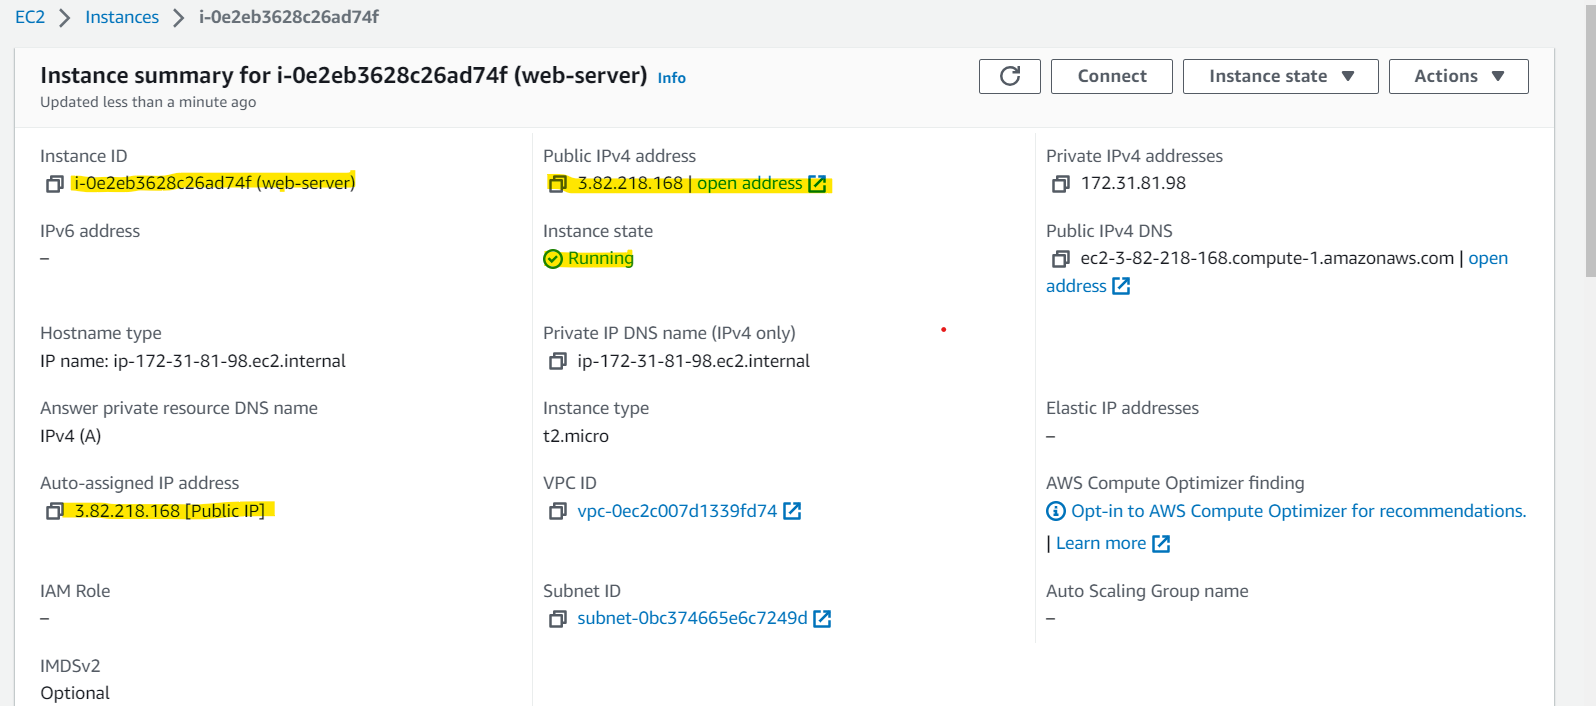 EC2 > Instances > i-0e2eb3628c26ad74f
Instance summary for i-0e2eb3628c26ad74f (web-server) Info
Updated less than a minute ago
Connect
Instance state
Actions
Instance ID
i-0e2eb3628c26ad74f (web-server)
Public IPv4 address
3.82.218.168 | open address
Private IPv4 addresses
172.31.81.98
IPv6 address
–
Instance state
Running
Public IPv4 DNS
ec2-3-82-218-168.compute-1.amazonaws.com | open
address
Hostname type
IP name: ip-172-31-81-98.ec2.internal
Private IP DNS name (IPv4 only)
ip-172-31-81-98.ec2.internal
Answer private resource DNS name
IPv4 (A)
Instance type
t2.micro
Elastic IP addresses
–
Auto-assigned IP address
3.82.218.168 [Public IP]
VPC ID
vpc-0ec2c007d1339fd74
AWS Compute Optimizer finding
Opt-in to AWS Compute Optimizer for recommendations.
| Learn more
IAM Role
–
Subnet ID
subnet-0bc374665e6c7249d
Auto Scaling Group name
–
IMDSv2
Optional